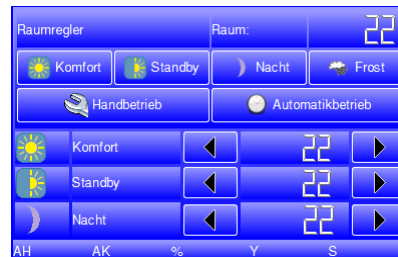 Raumregler Raum: 22
Komfort Standby Nacht Frost
Handbetrieb Automatikbetrieb
Komfort 22
Standby 22
Nacht 22
AH AK % Y S